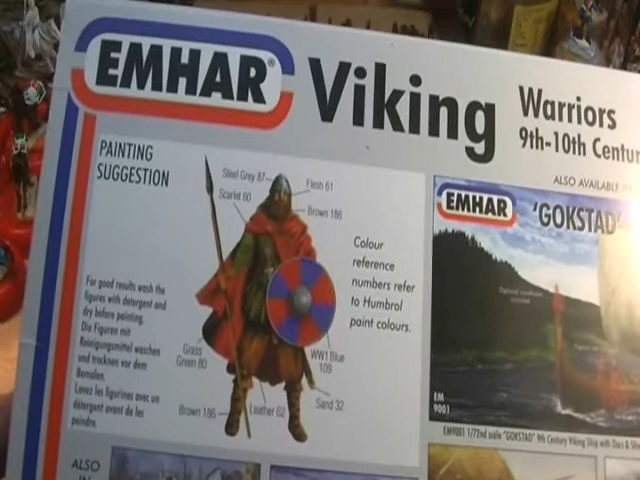 EMHAR®
Viking
Warriors
9th-10th
PAINTING
SUGGESTION
Steel Grey 87
Flesh 61
Scarlet 60
Brown 186
Colour
reference
numbers refer
to Humbrol
paint colours.
For good results wash the
figures with detergent and
dry before painting.
Die Figuren mit
Reinigungsmittel waschen
und trocknen vor dem
Bemalen.
Lavez les figurines avec un
détergent avant de les
peindre.
Grass
Green 80
WW1 Blue
109
Brown 186
Leather 62
Sand 32
ALSO AVAILABLE
EMHAR
'GOKSTAD'
EM
9001
EM9001 1/72nd scale "GOKSTAD" 9th Century Viking Ship with Oars &
ALSO